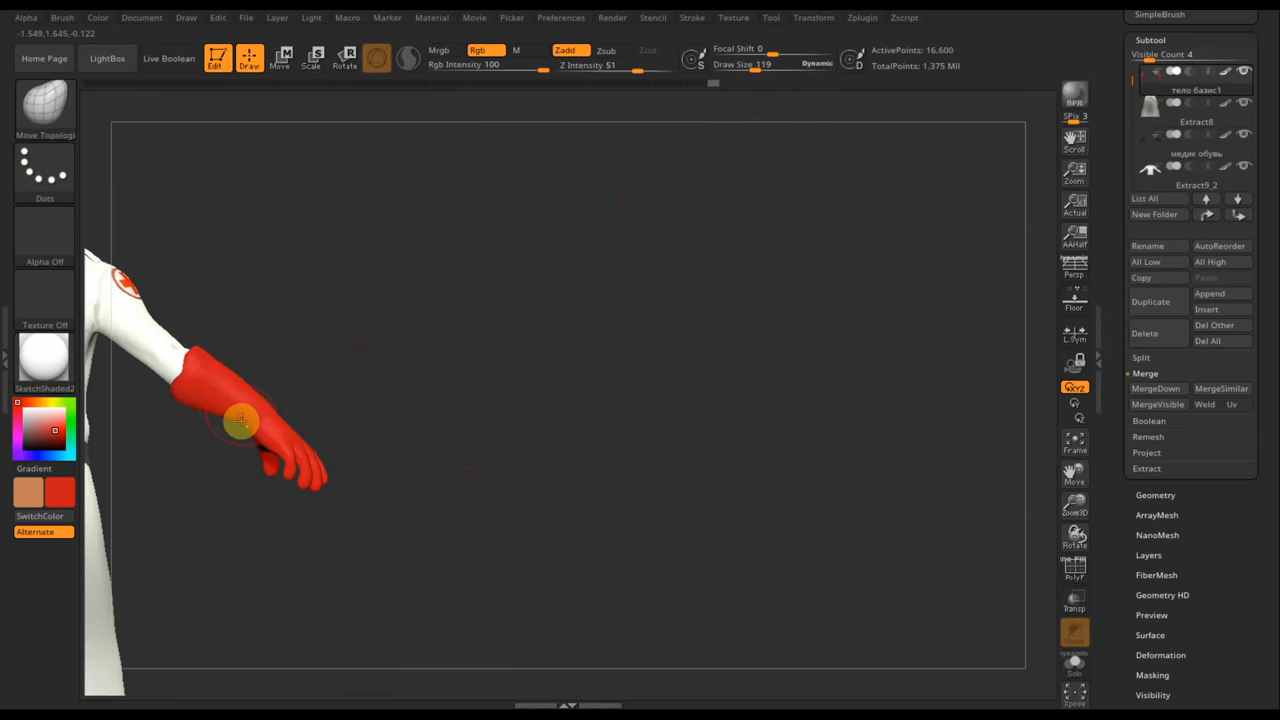 Alpha Brush Color Document Draw Edit File Layer Light Macro Marker Material Movie Picker Preferences Render Stencil Stroke Texture Tool Transform Zplugin Zscript
-1.549,1.645,-0.122
Home Page
LightBox
Live Boolean
Edit
Draw
Move
Scale
Rotate
Mrgb
Rgb
M
Rgb Intensity 100
Zadd
Zsub
Zcut
Z Intensity 51
S
Focal Shift 0
Draw Size 119
Dynamic
D
ActivePoints: 16,600
TotalPoints: 1.375 Mil
Move Topologi
Dots
Alpha Off
Texture Off
SketchShaded2
Gradient
SwitchColor
Alternate
BPR
SPix 3
Scroll
Zoom
Actual
AAHalf
Dynamic
Persp
Floor
L.Sym
XYZ
Frame
Move
Zoom3D
Rotate
PolyF
Transp
Ghost
Dynamic
Solo
Xpose
SimpleBrush
Subtool
Visible Count 4
тело базис1
Extract8
медик обувь
Extract9_2
List All
New Folder
Rename
AutoReorder
All Low
All High
Copy
Paste
Duplicate
Append
Insert
Delete
Del Other
Del All
Split
Merge
MergeDown
MergeSimilar
MergeVisible
Weld
Uv
Boolean
Remesh
Project
Extract
Geometry
ArrayMesh
NanoMesh
Layers
FiberMesh
Geometry HD
Preview
Surface
Deformation
Masking
Visibility